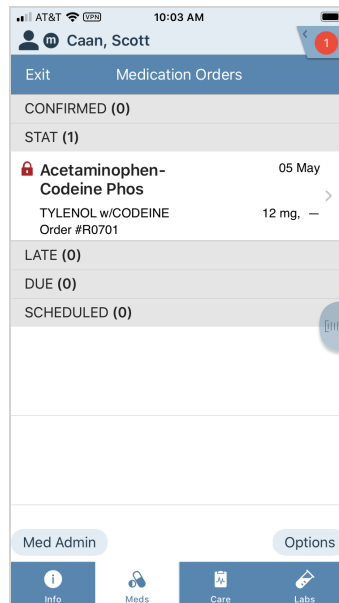 AT&T VPN 10:03 AM
m Caan, Scott 1
Exit Medication Orders
CONFIRMED (0)
STAT (1)
Acetaminophen- 05 May
Codeine Phos
TYLENOL w/CODEINE 12 mg, —
Order #R0701
LATE (0)
DUE (0)
SCHEDULED (0)
Med Admin Options
Info Meds Care Labs